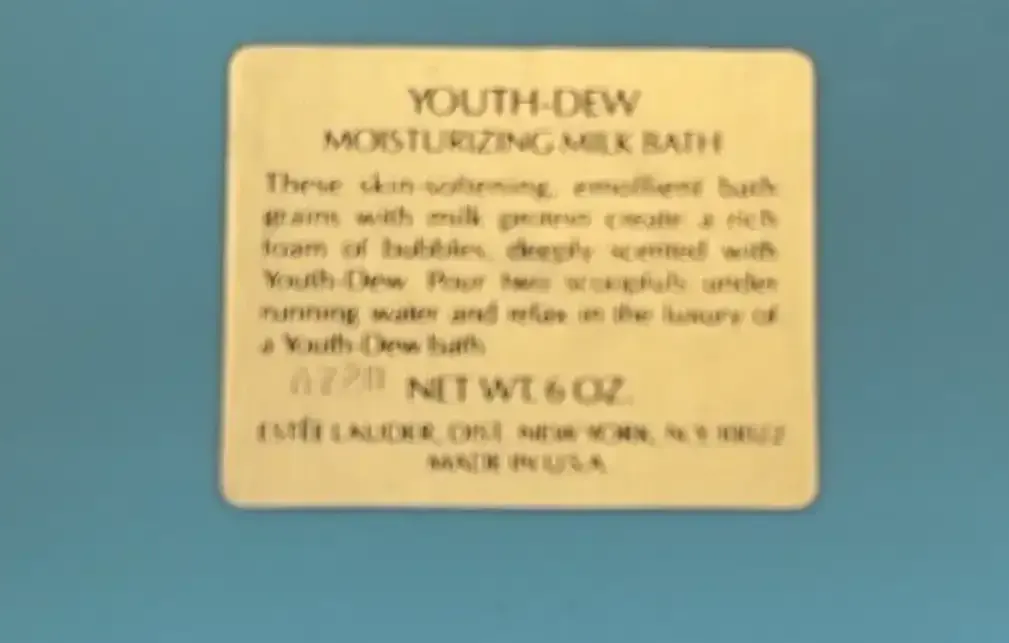 YOUTH-DEW
MOISTURIZING MILK BATH
These skin-softening, emollient bath
grains with milk protein create a rich
foam of bubbles, deeply scented with
Youth-Dew. Pour two scoopfuls under
running water and relax in the luxury of
a Youth-Dew bath.
NET WT. 6 OZ.
ESTÉE LAUDER, DIST. NEW YORK, N.Y. 10022
MADE IN U.S.A.